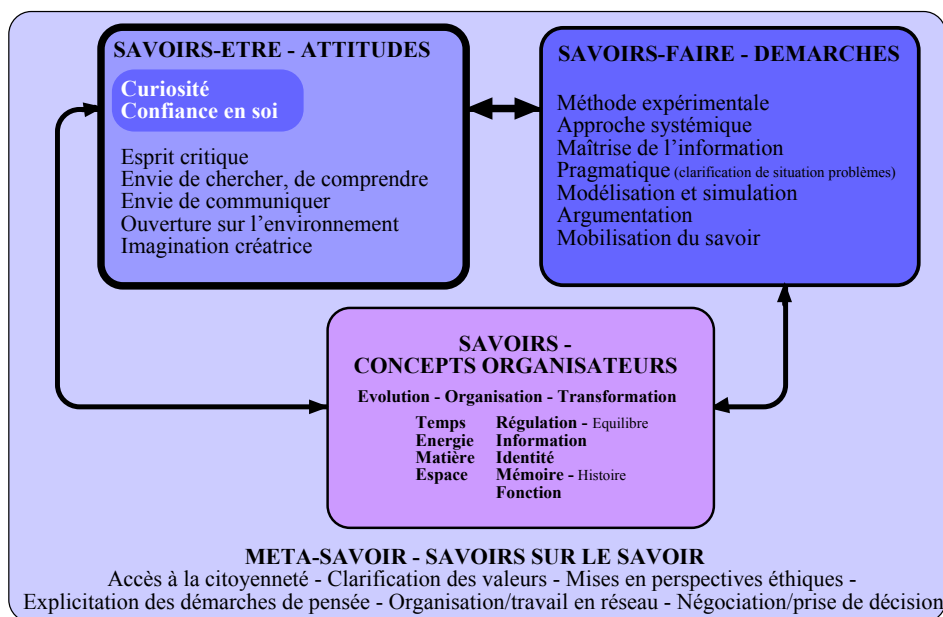 SAVOIRS-ETRE - ATTITUDES
Curiosité
Confiance en soi
Esprit critique
Envie de chercher, de comprendre
Envie de communiquer
Ouverture sur l'environnement
Imagination créatrice
SAVOIRS-FAIRE - DEMARCHES
Méthode expérimentale
Approche systémique
Maîtrise de l'information
Pragmatique (clarification de situation problèmes)
Modélisation et simulation
Argumentation
Mobilisation du savoir
SAVOIRS -
CONCEPTS ORGANISATEURS
Evolution - Organisation - Transformation
Temps Régulation - Equilibre
Energie Information
Matière Identité
Espace Mémoire - Histoire
Fonction
META-SAVOIR - SAVOIRS SUR LE SAVOIR
Accès à la citoyenneté - Clarification des valeurs - Mises en perspectives éthiques -
Explicitation des démarches de pensée - Organisation/travail en réseau - Négociation/prise de décision